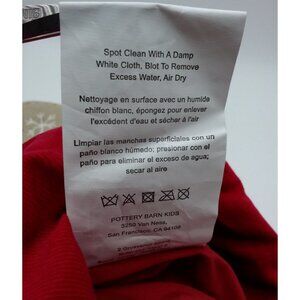 Spot Clean With A Damp
White Cloth, Blot To Remove
Excess Water, Air Dry
Nettoyage en surface avec un humide
chiffon blanc, épongez pour enlever
l'excédent d'eau et sécher à l'air
Limpiar las manchas superficiales con un
paño blanco húmedo; presionar con el
paño para eliminar el exceso de agua;
secar al aire
POTTERY BARN KIDS
3250 Van Ness,
San Francisco, CA 94109